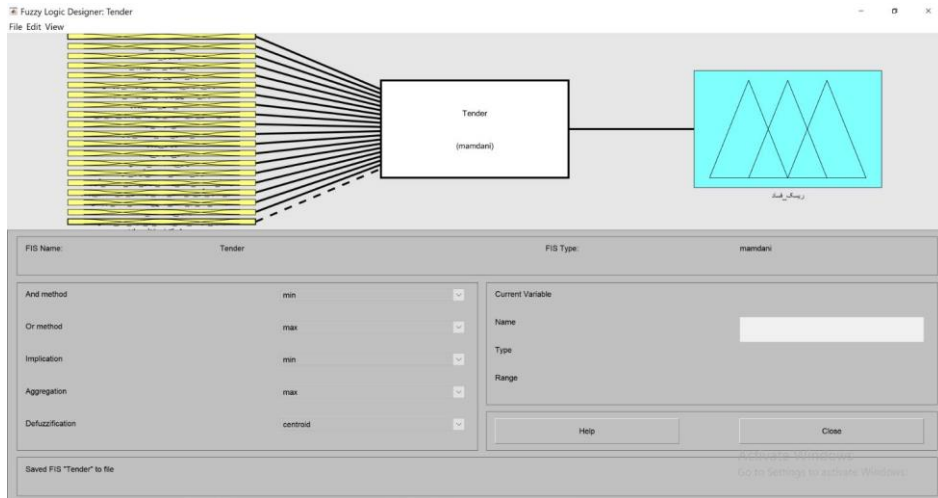 Fuzzy Logic Designer: Tender
File Edit View
Tender
(mamdani)
ریسک_فساد
FIS Name: Tender FIS Type: mamdani
And method min
Or method max
Implication min
Aggregation max
Defuzzification centroid
Current Variable
Name
Type
Range
Help Close
Saved FIS "Tender" to file
Activate Windows
Go to Settings to activate Windows.